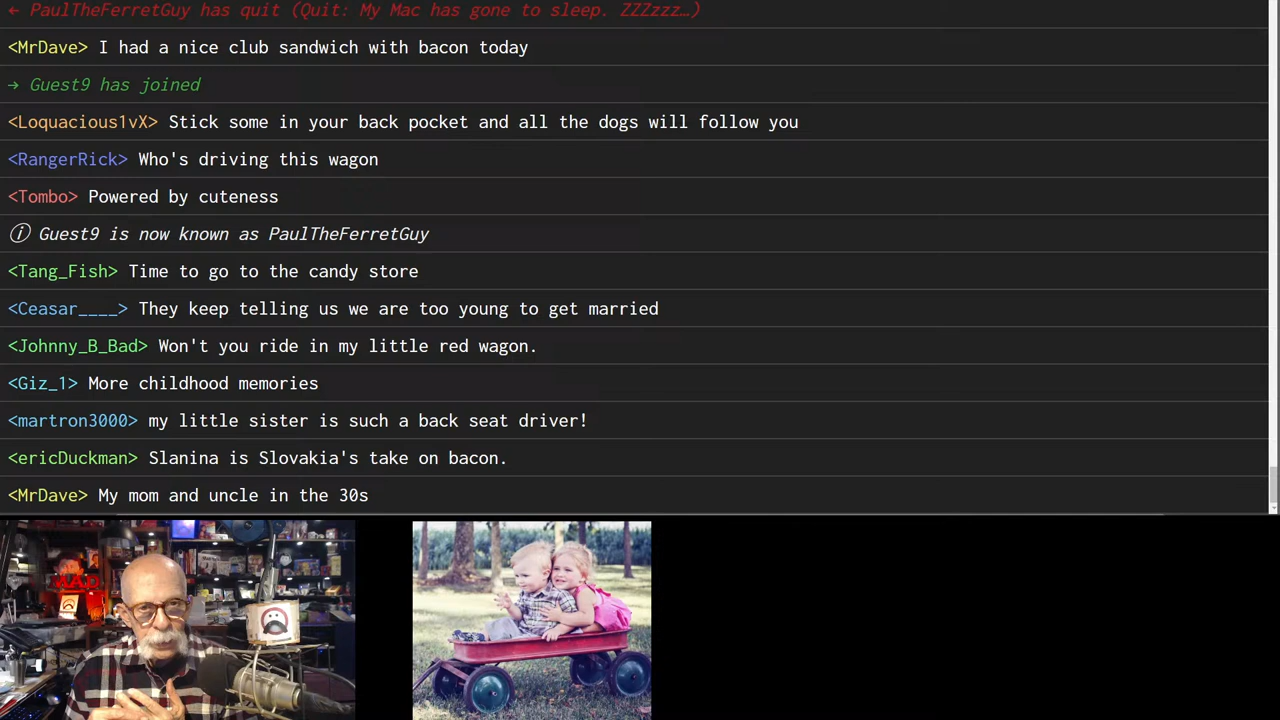 ← PaulTheFerretGuy has quit (Quit: My Mac has gone to sleep. ZZZzzz…)
<MrDave> I had a nice club sandwich with bacon today
→ Guest9 has joined
<Loquacious1vX> Stick some in your back pocket and all the dogs will follow you
<RangerRick> Who's driving this wagon
<Tombo> Powered by cuteness
ⓘ Guest9 is now known as PaulTheFerretGuy
<Tang_Fish> Time to go to the candy store
<Ceasar____> They keep telling us we are too young to get married
<Johnny_B_Bad> Won't you ride in my little red wagon.
<Giz_1> More childhood memories
<martron3000> my little sister is such a back seat driver!
<ericDuckman> Slanina is Slovakia's take on bacon.
<MrDave> My mom and uncle in the 30s
MAD